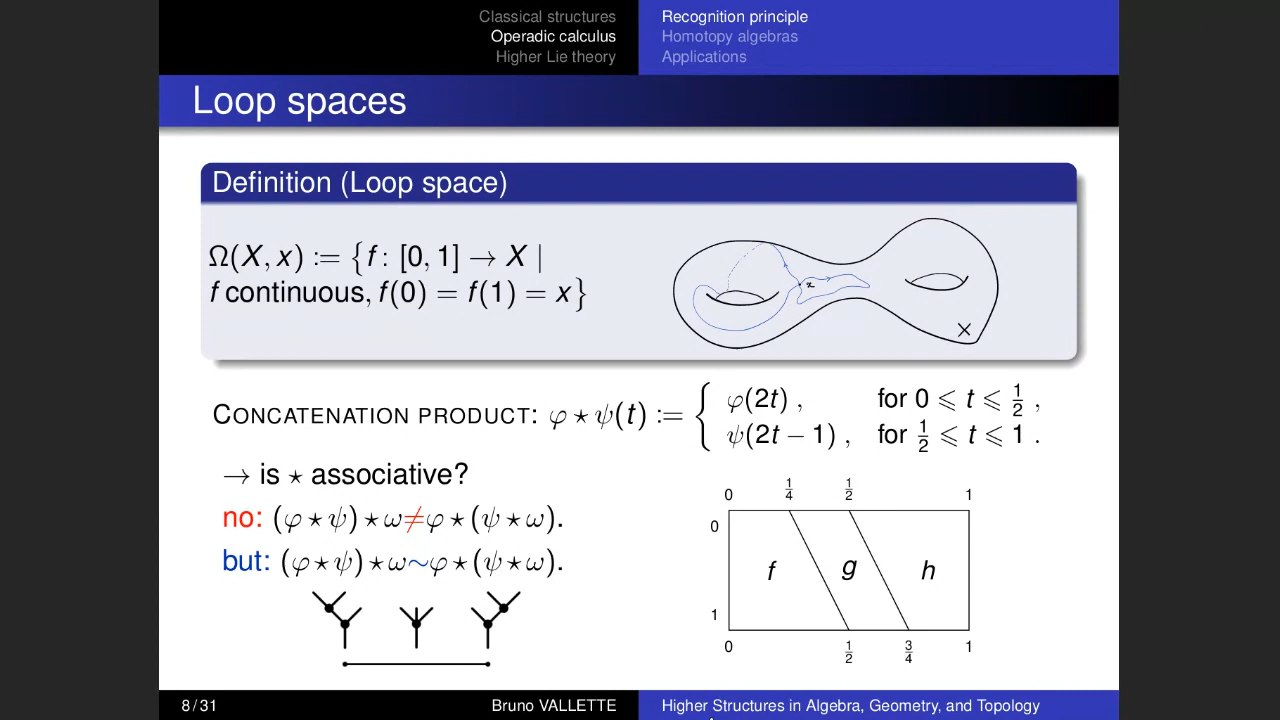 Classical structures
Operadic calculus
Higher Lie theory
Recognition principle
Homotopy algebras
Applications
Loop spaces
Definition (Loop space)
Ω(X, x) := {f : [0, 1] → X |
f continuous, f(0) = f(1) = x}
x
X
CONCATENATION PRODUCT: φ ⋆ ψ(t) := { φ(2t) , for 0 ⩽ t ⩽ 1/2 ,
ψ(2t − 1) , for 1/2 ⩽ t ⩽ 1 .
→ is ⋆ associative?
no: (φ ⋆ ψ) ⋆ ω ≠ φ ⋆ (ψ ⋆ ω).
but: (φ ⋆ ψ) ⋆ ω ∼ φ ⋆ (ψ ⋆ ω).
0 1/4 1/2 1
0
f g h
1
0 1/2 3/4 1
8 / 31
Bruno VALLETTE
Higher Structures in Algebra, Geometry, and Topology